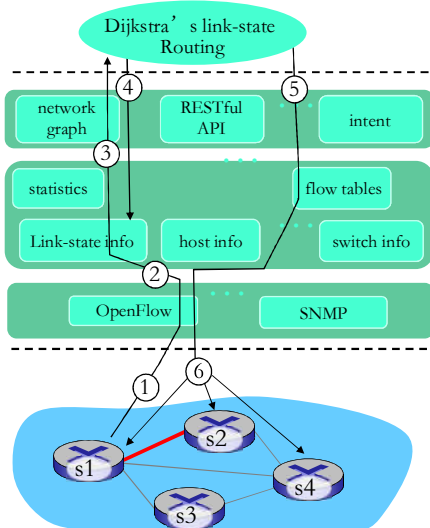 Dijkstra’s link-state
Routing
4
5
network
graph
RESTful
API
intent
3
statistics
flow tables
Link-state info
host info
switch info
2
OpenFlow
SNMP
1
6
s2
s1
s4
s3